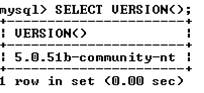 mysql> SELECT VERSION();
+---------------------+
| VERSION()           |
+---------------------+
| 5.0.51b-community-nt |
+---------------------+
1 row in set (0.00 sec)